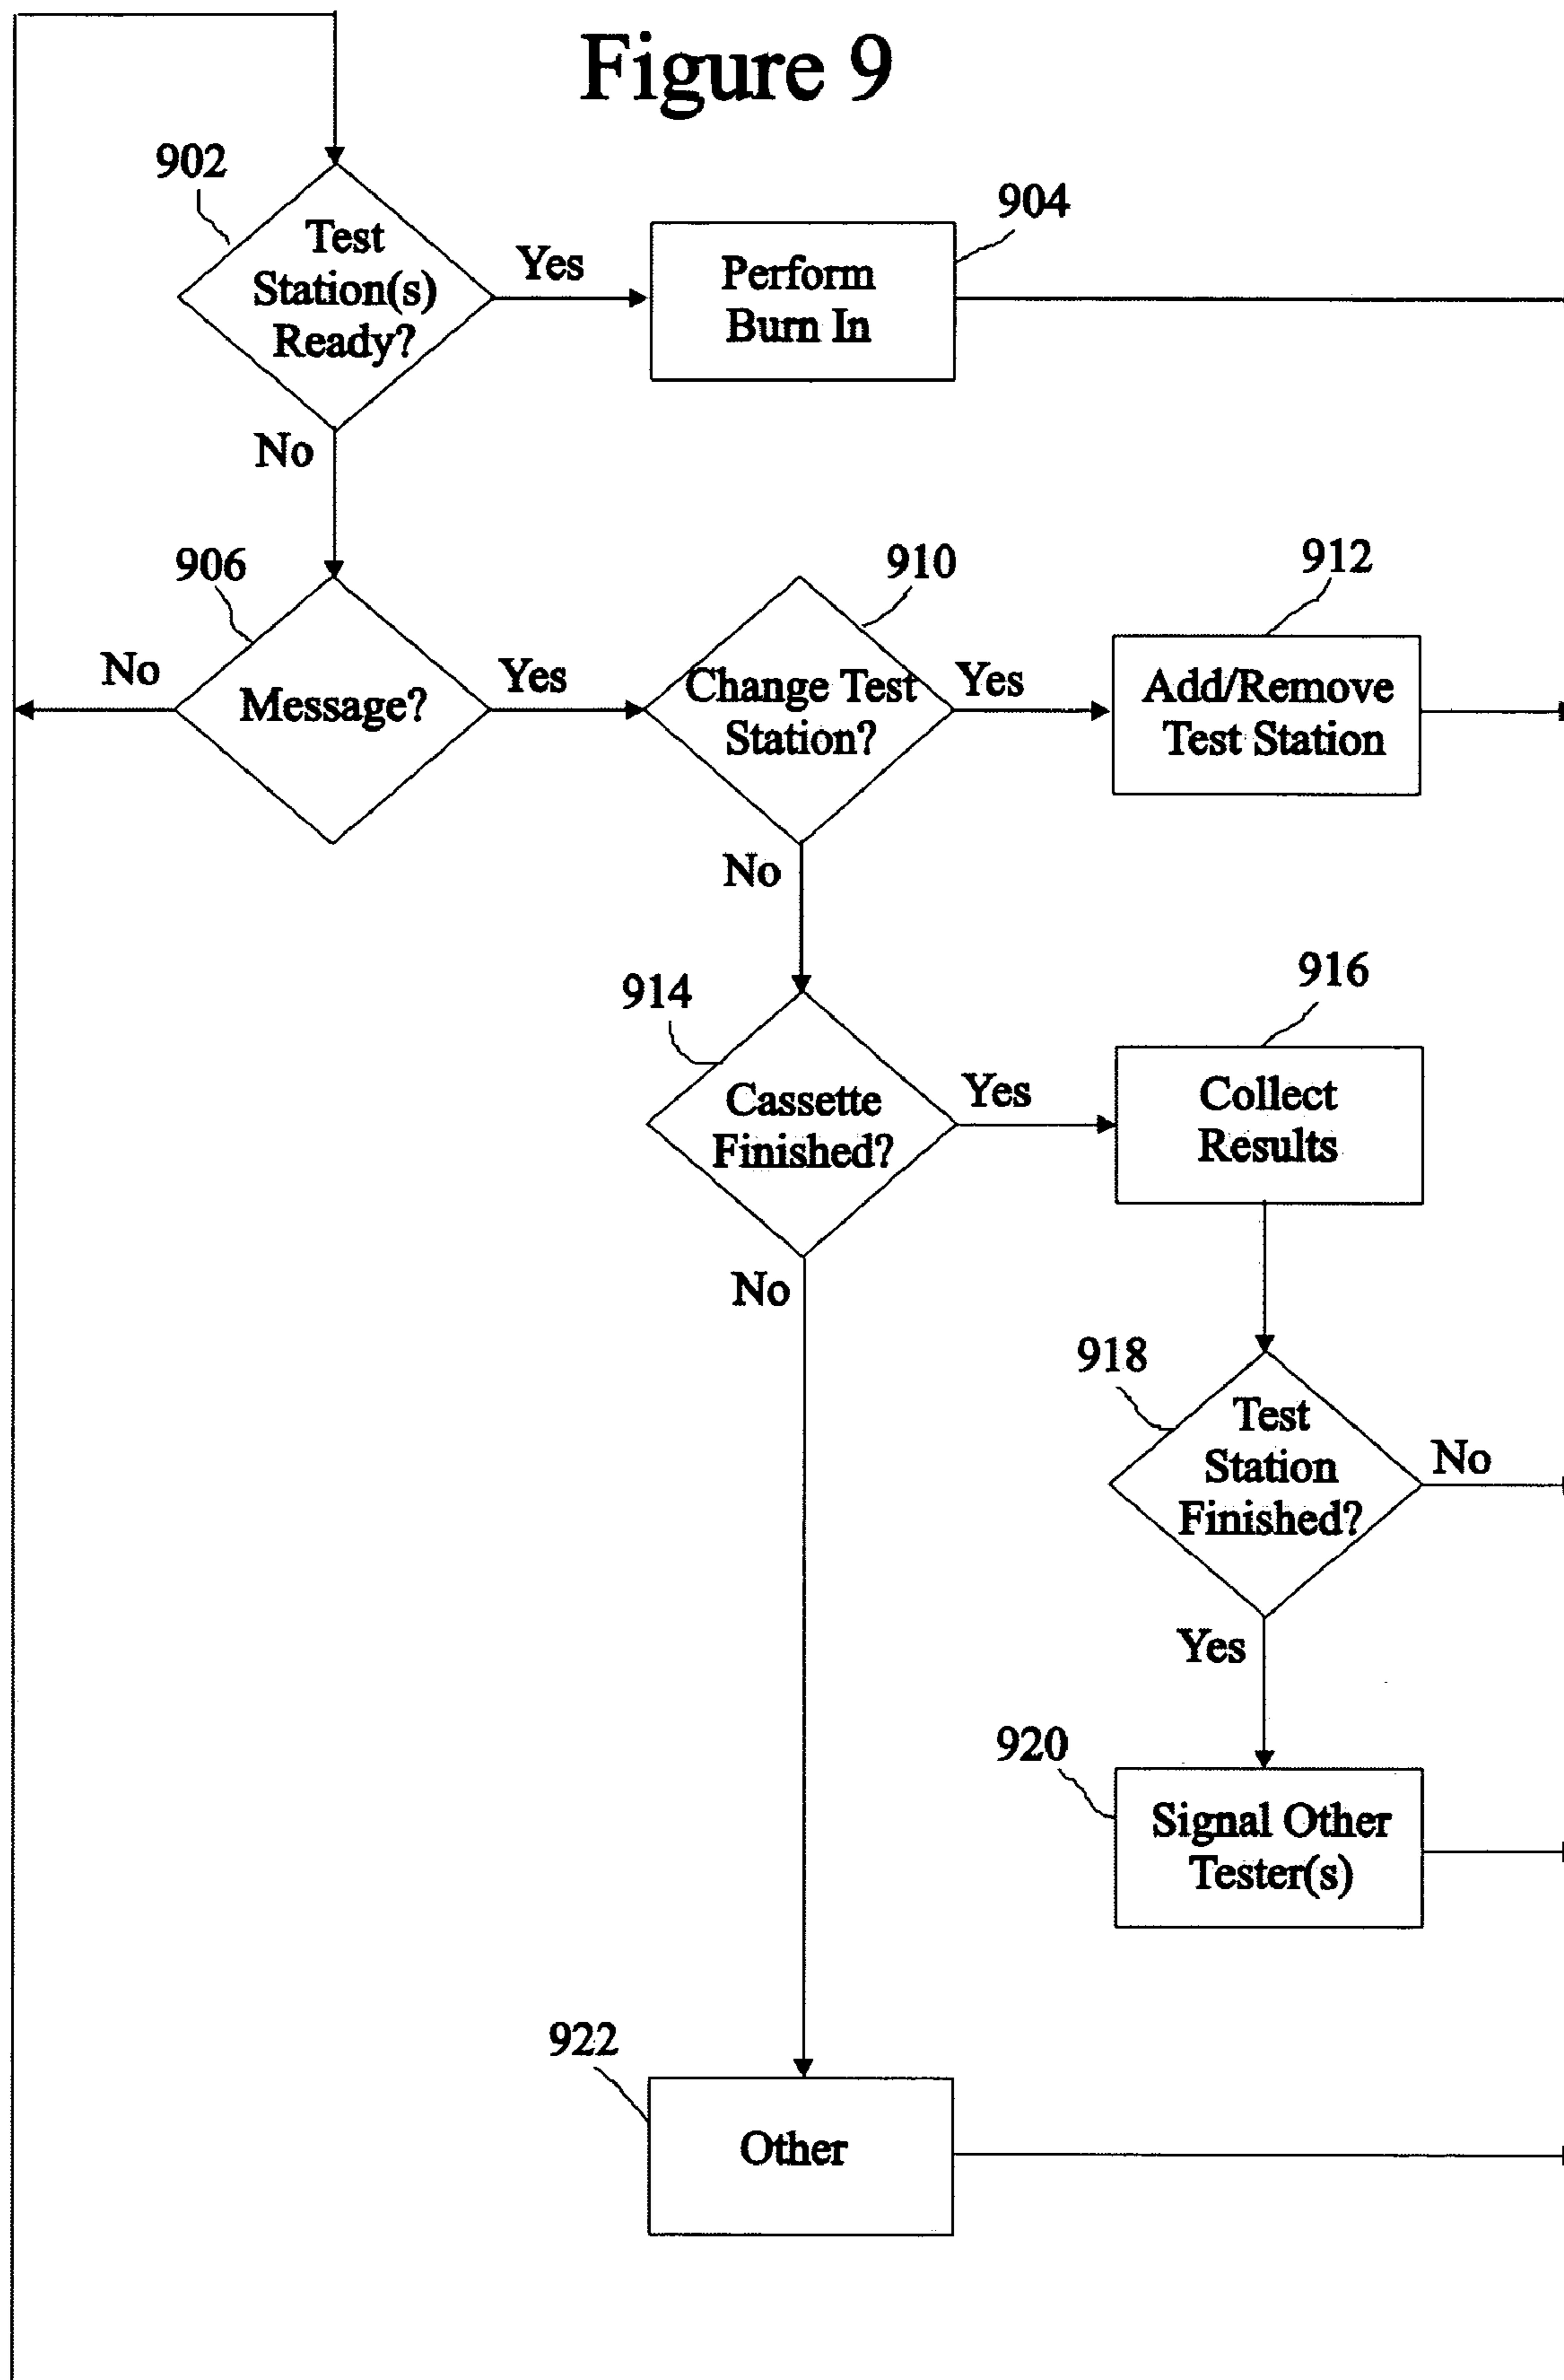 Figure 9
902
Test
Station(s)
Ready?
Yes
904
Perform
Burn In
No
906
Message?
No
Yes
910
Change Test
Station?
Yes
912
Add/Remove
Test Station
No
914
Cassette
Finished?
Yes
916
Collect
Results
No
918
Test
Station
Finished?
No
Yes
920
Signal Other
Tester(s)
922
Other